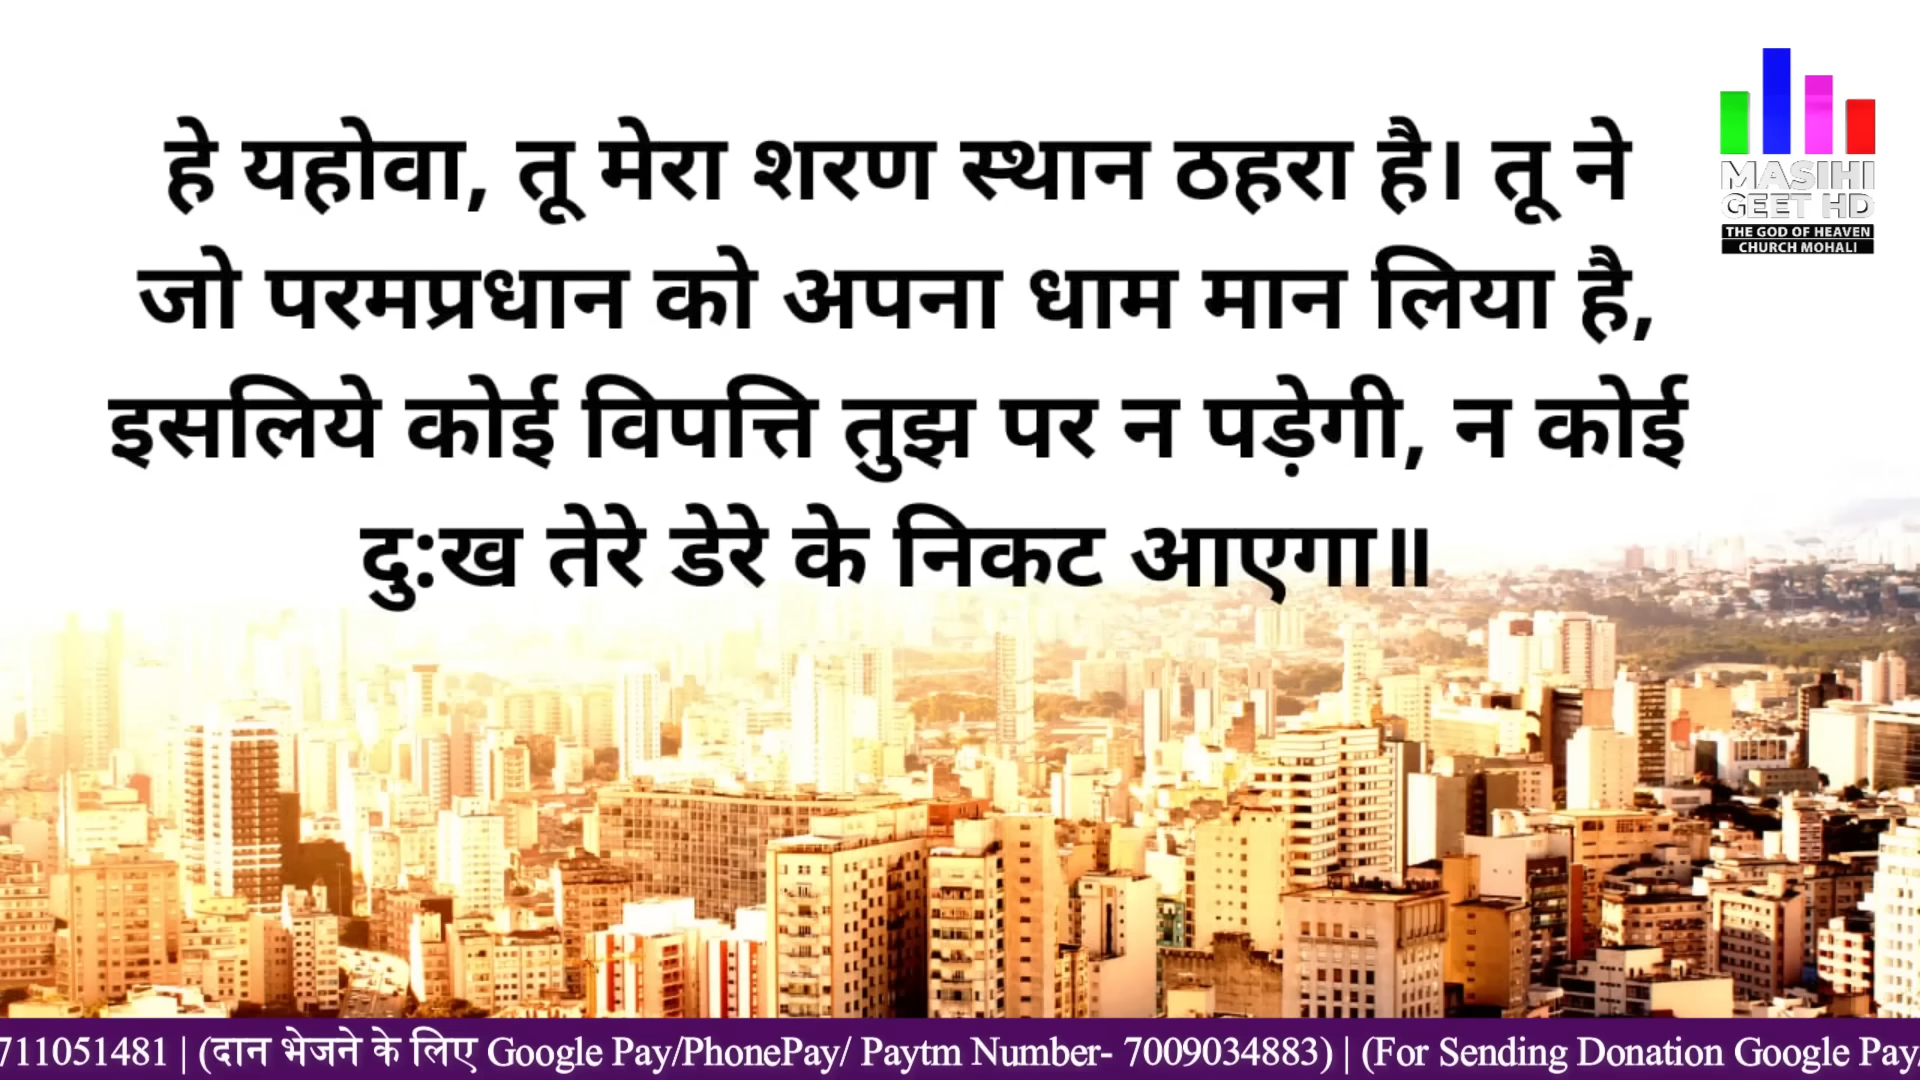 हे यहोवा, तू मेरा शरण स्थान ठहरा है। तू ने
जो परमप्रधान को अपना धाम मान लिया है,
इसलिये कोई विपत्ति तुझ पर न पड़ेगी, न कोई
दु:ख तेरे डेरे के निकट आएगा॥
MASIHI
GEET HD
THE GOD OF HEAVEN
CHURCH MOHALI
711051481 | (दान भेजने के लिए Google Pay/PhonePay/ Paytm Number- 7009034883) | (For Sending Donation Google Pay